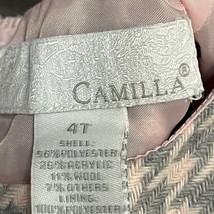 CAMILLA®
4T
SHELL:
56%POLYESTER
26%ACRYLIC
11%WOOL
7%OTHERS
LINING:
100%POLYESTER